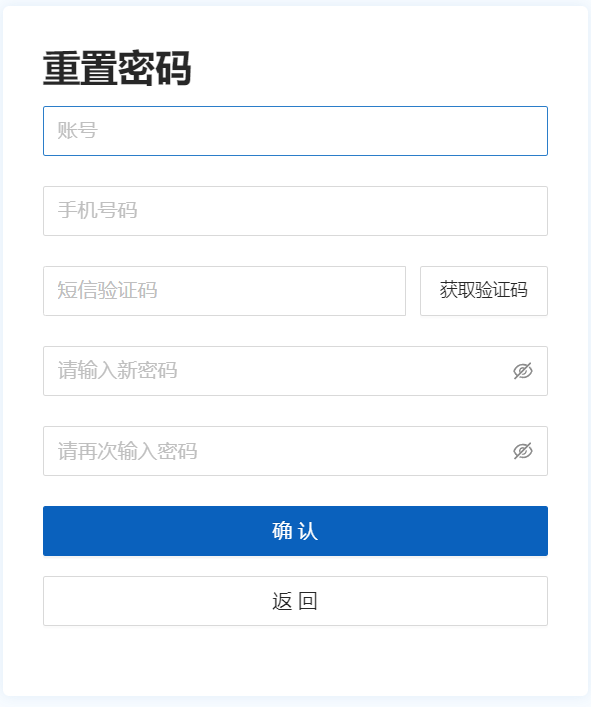 重置密码
账号
手机号码
短信验证码 获取验证码
请输入新密码
请再次输入密码
确 认
返 回